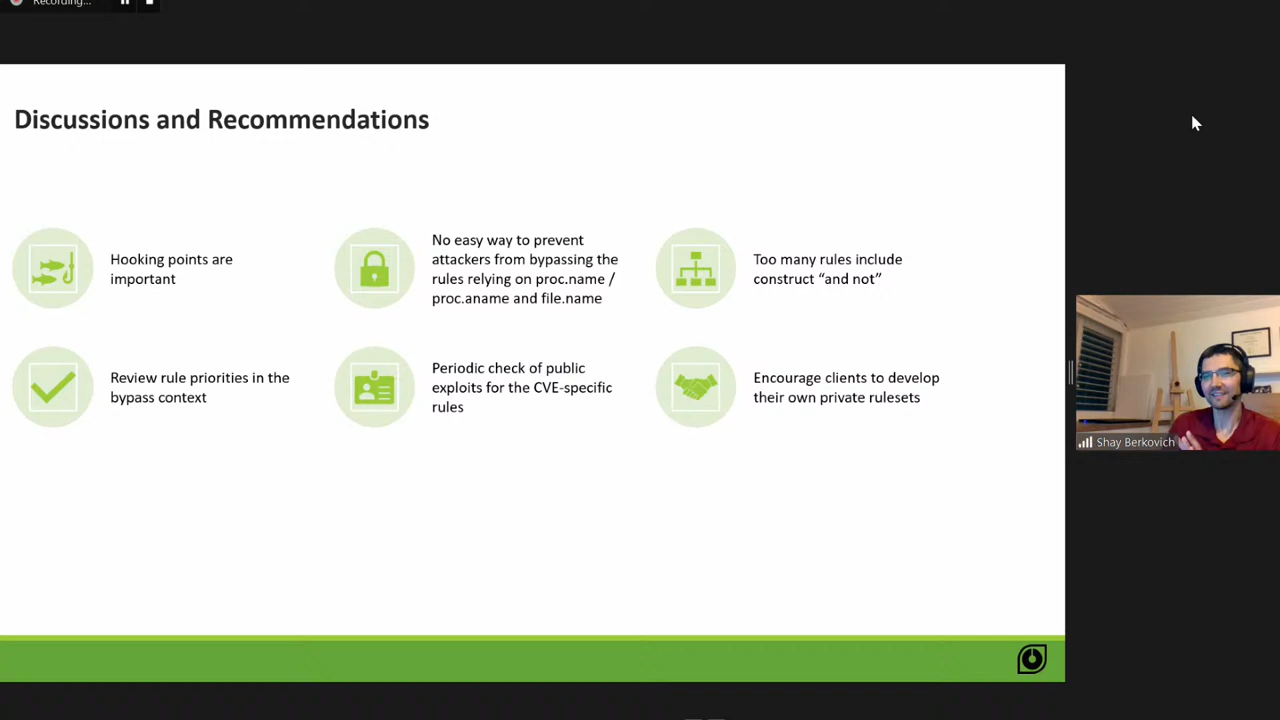 Recording...
Discussions and Recommendations
Hooking points are
important
No easy way to prevent
attackers from bypassing the
rules relying on proc.name /
proc.aname and file.name
Too many rules include
construct “and not”
Review rule priorities in the
bypass context
Periodic check of public
exploits for the CVE-specific
rules
Encourage clients to develop
their own private rulesets
Shay Berkovich